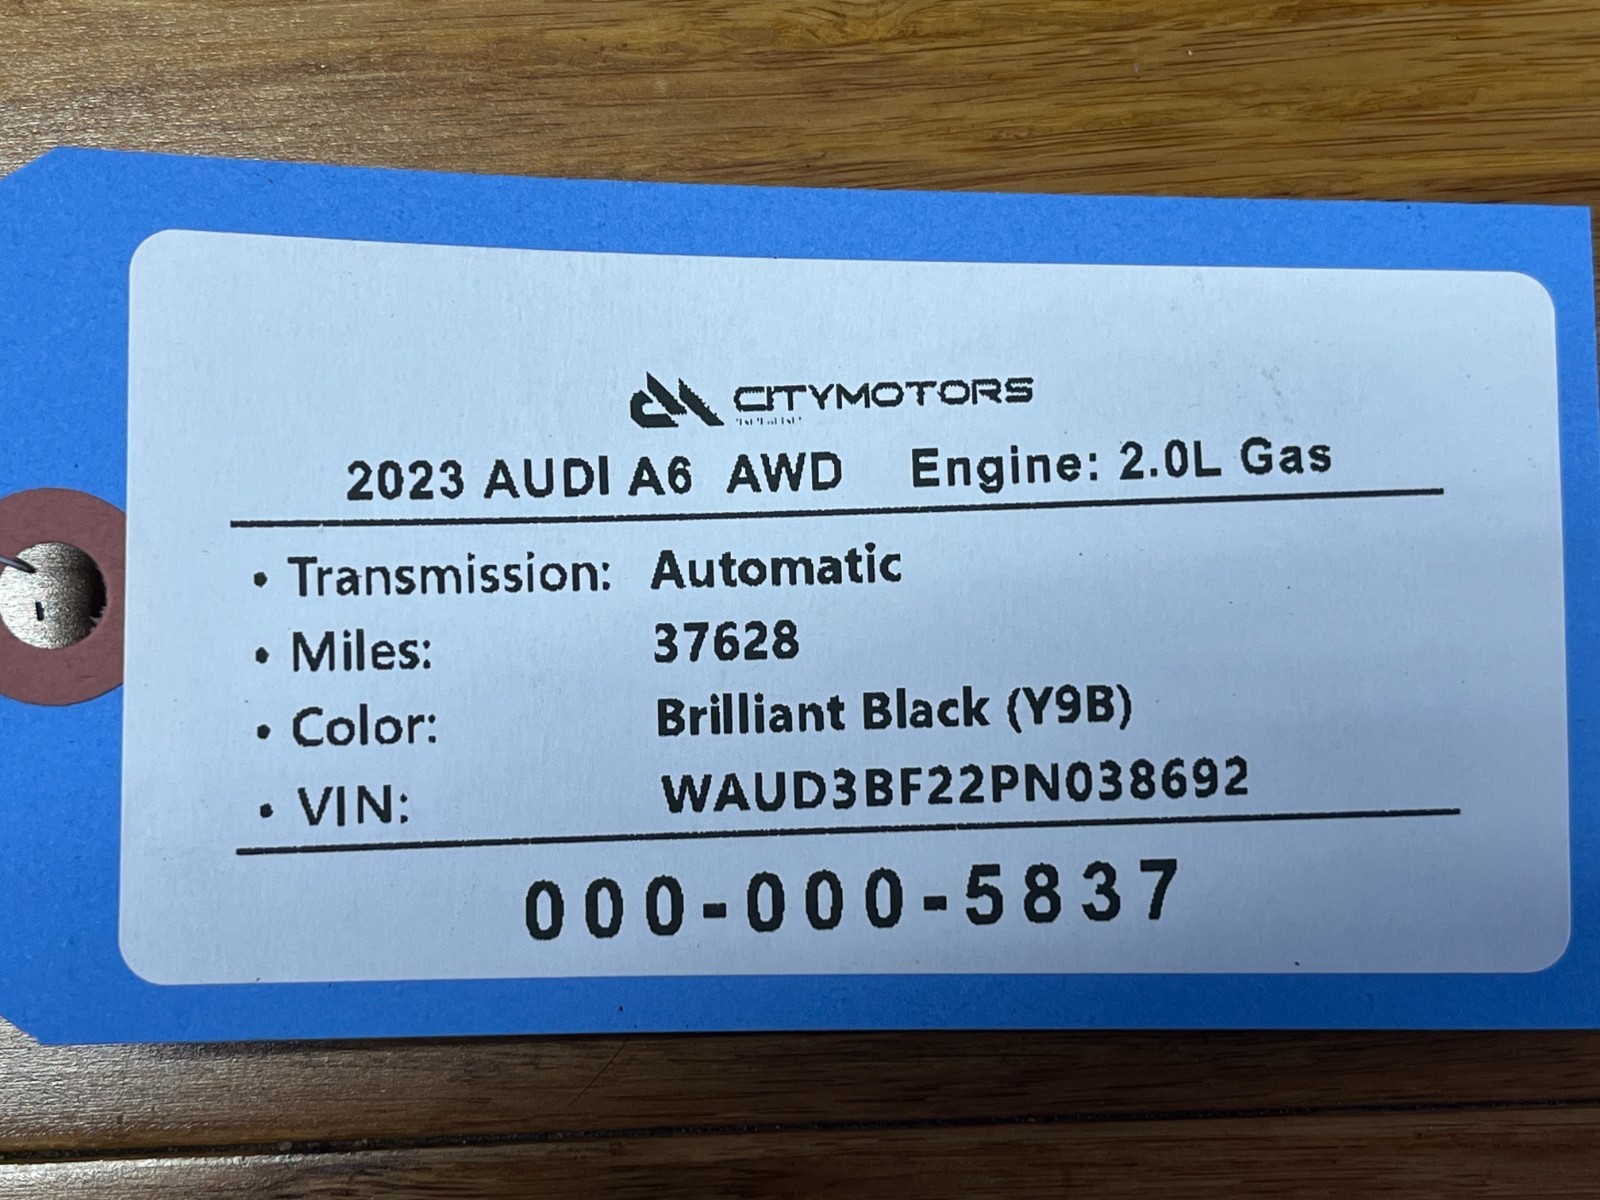 CITYMOTORS
2023 AUDI A6 AWD Engine: 2.0L Gas
• Transmission: Automatic
• Miles: 37628
• Color: Brilliant Black (Y9B)
• VIN: WAUD3BF22PN038692
000-000-5837